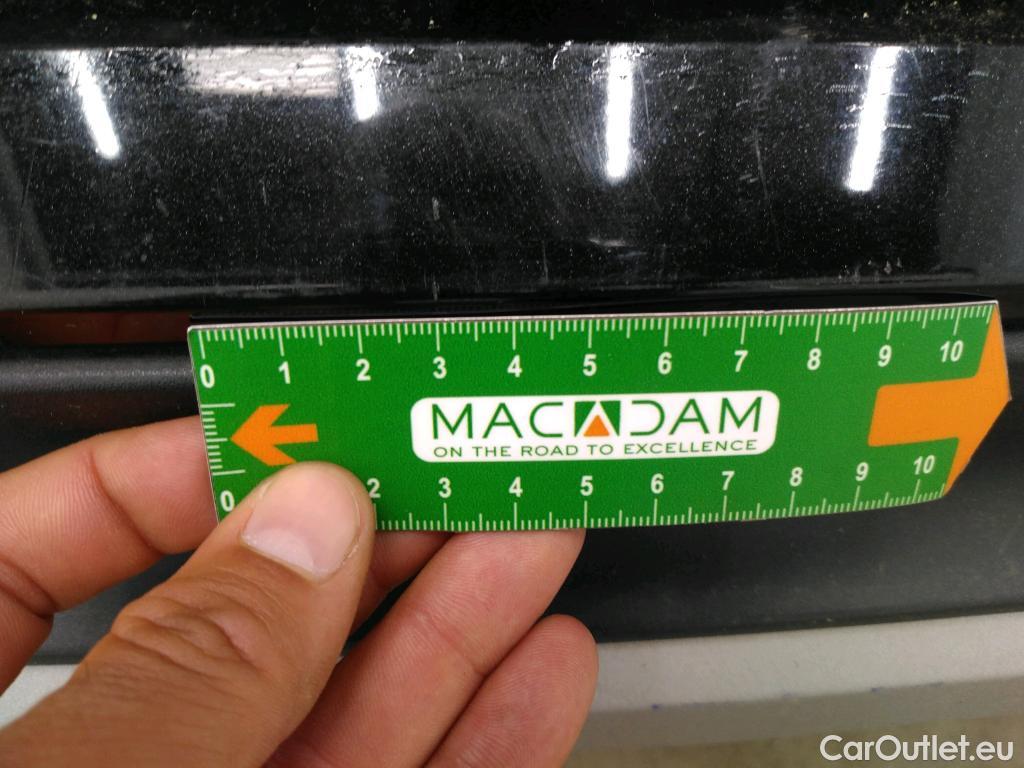 0 1 2 3 4 5 6 7 8 9 10
MACADAM
ON THE ROAD TO EXCELLENCE
0 2 3 4 5 6 7 8 9 10
CarOutlet.eu